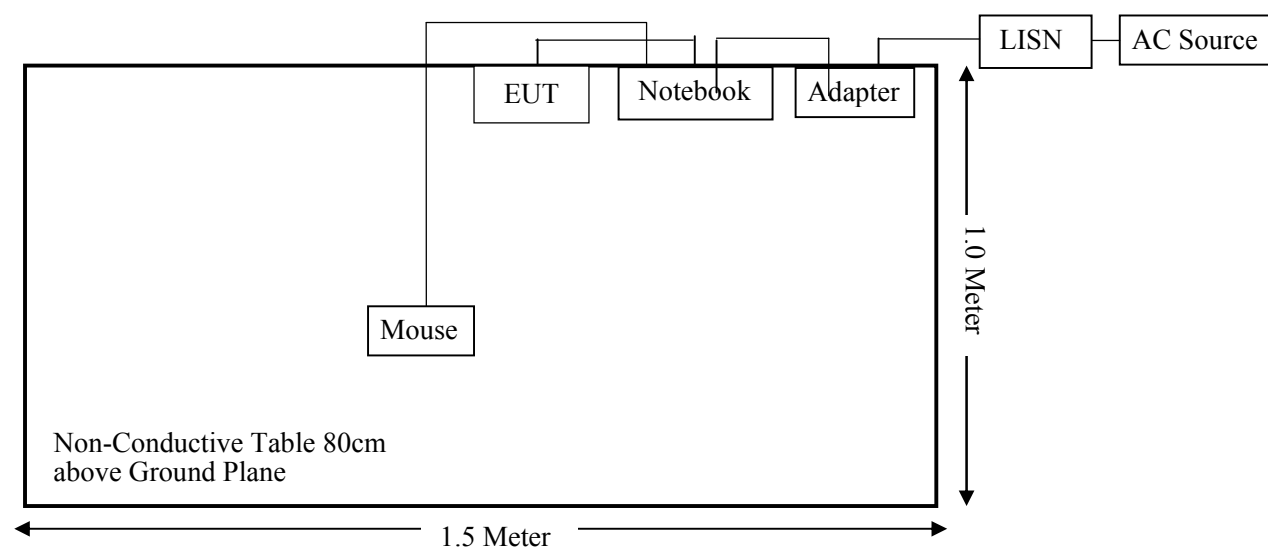 LISN
AC Source
EUT
Notebook
Adapter
1.0 Meter
Mouse
Non-Conductive Table 80cm
above Ground Plane
1.5 Meter